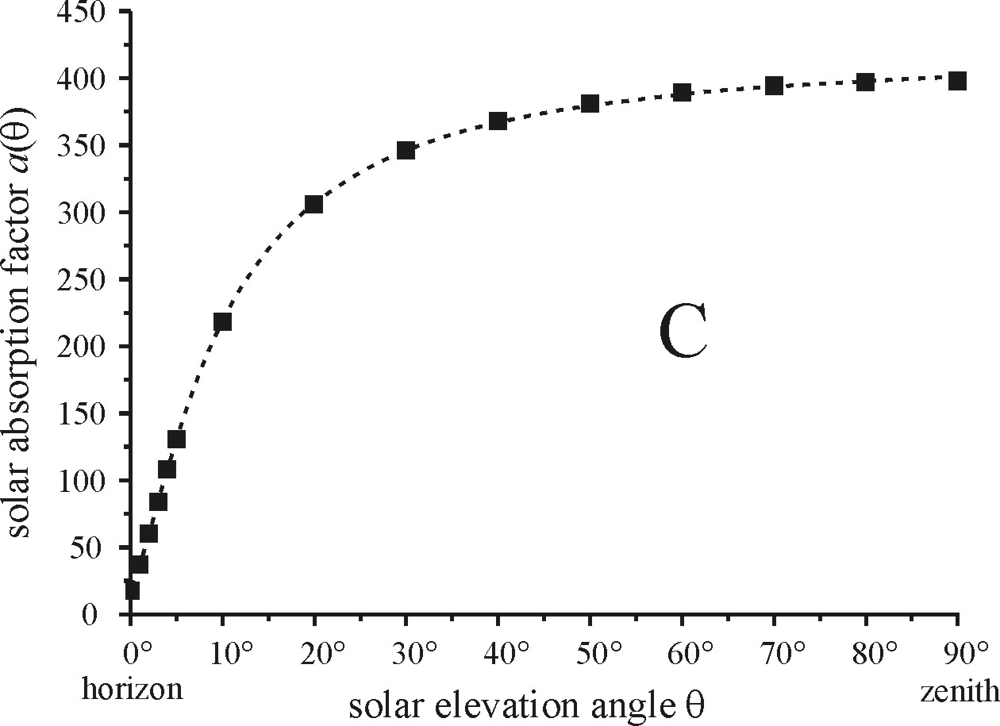 450
400
350
300
250
200
150
100
50
0
solar absorption factor a(θ)
C
0° 10° 20° 30° 40° 50° 60° 70° 80° 90°
horizon zenith
solar elevation angle θ